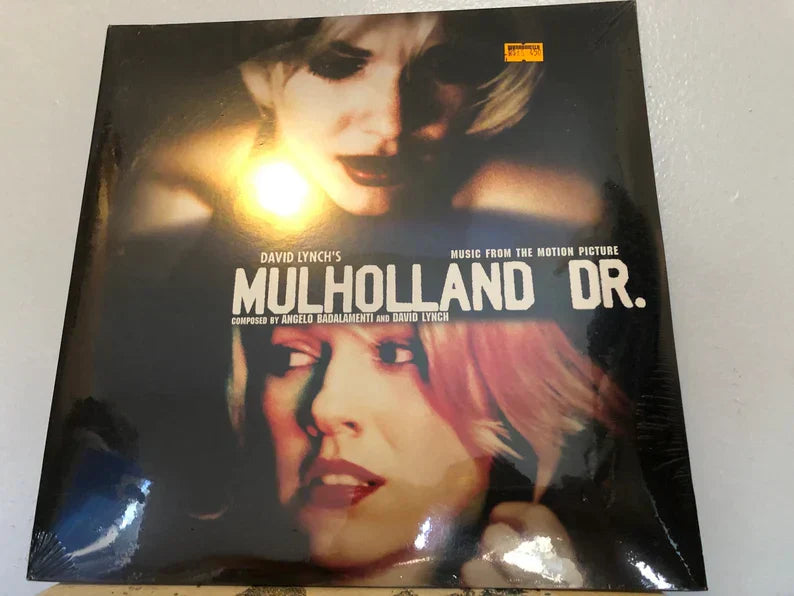 DAVID LYNCH'S
MUSIC FROM THE MOTION PICTURE
MULHOLLAND DR.
COMPOSED BY ANGELO BADALAMENTI AND DAVID LYNCH